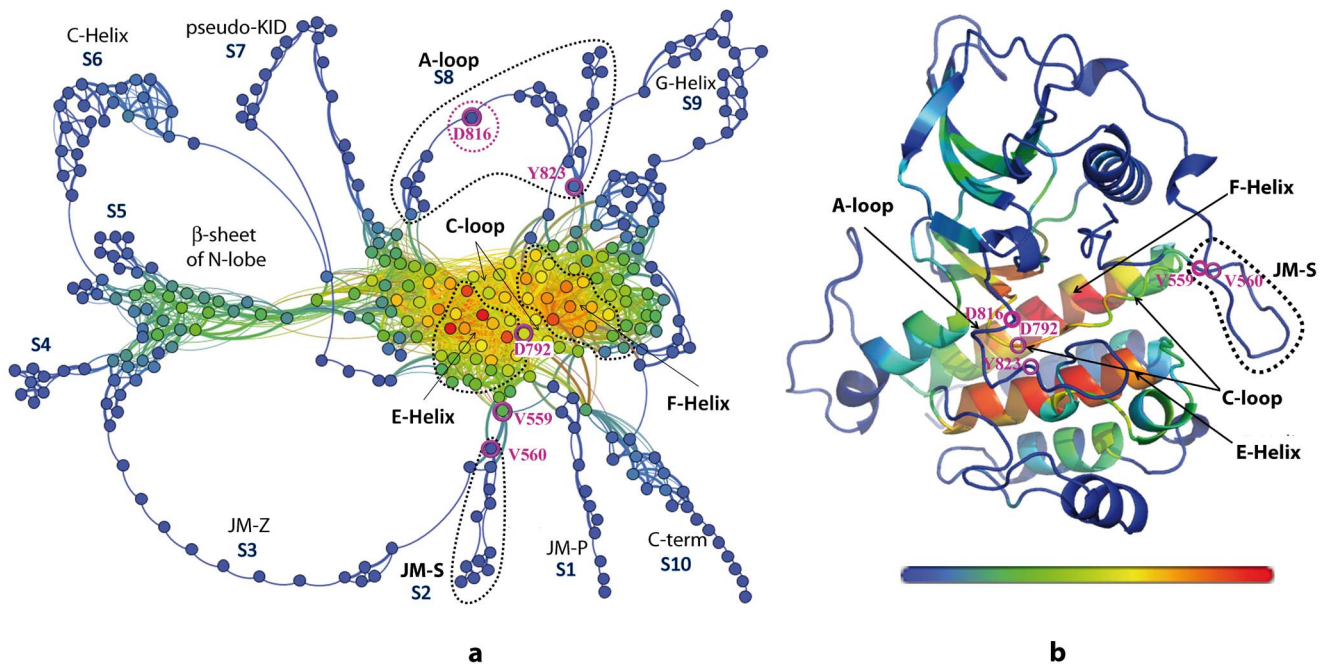 C-Helix
S6
pseudo-KID
S7
A-loop
S8
G-Helix
S9
D816
Y823
S5
β-sheet
of N-lobe
C-loop
S4
D792
E-Helix
F-Helix
V559
V560
JM-Z
S3
JM-S
S2
JM-P
S1
C-term
S10
a
A-loop
F-Helix
JM-S
V559
V560
D816
D792
Y823
C-loop
E-Helix
b